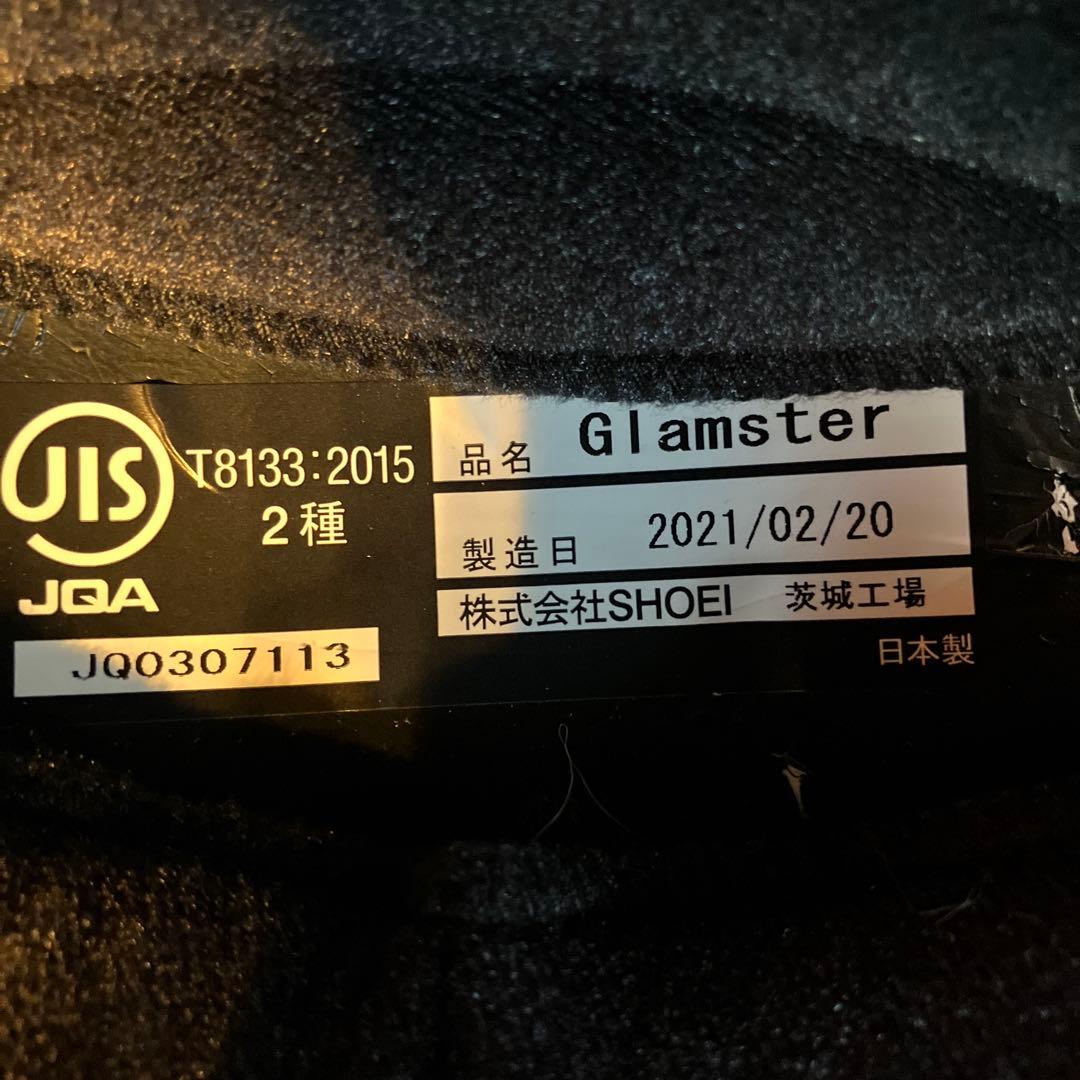 JIS
T8133:2015
2種
JQA
JQ0307113
品名 Glamster
製造日 2021/02/20
株式会社SHOEI 茨城工場
日本製